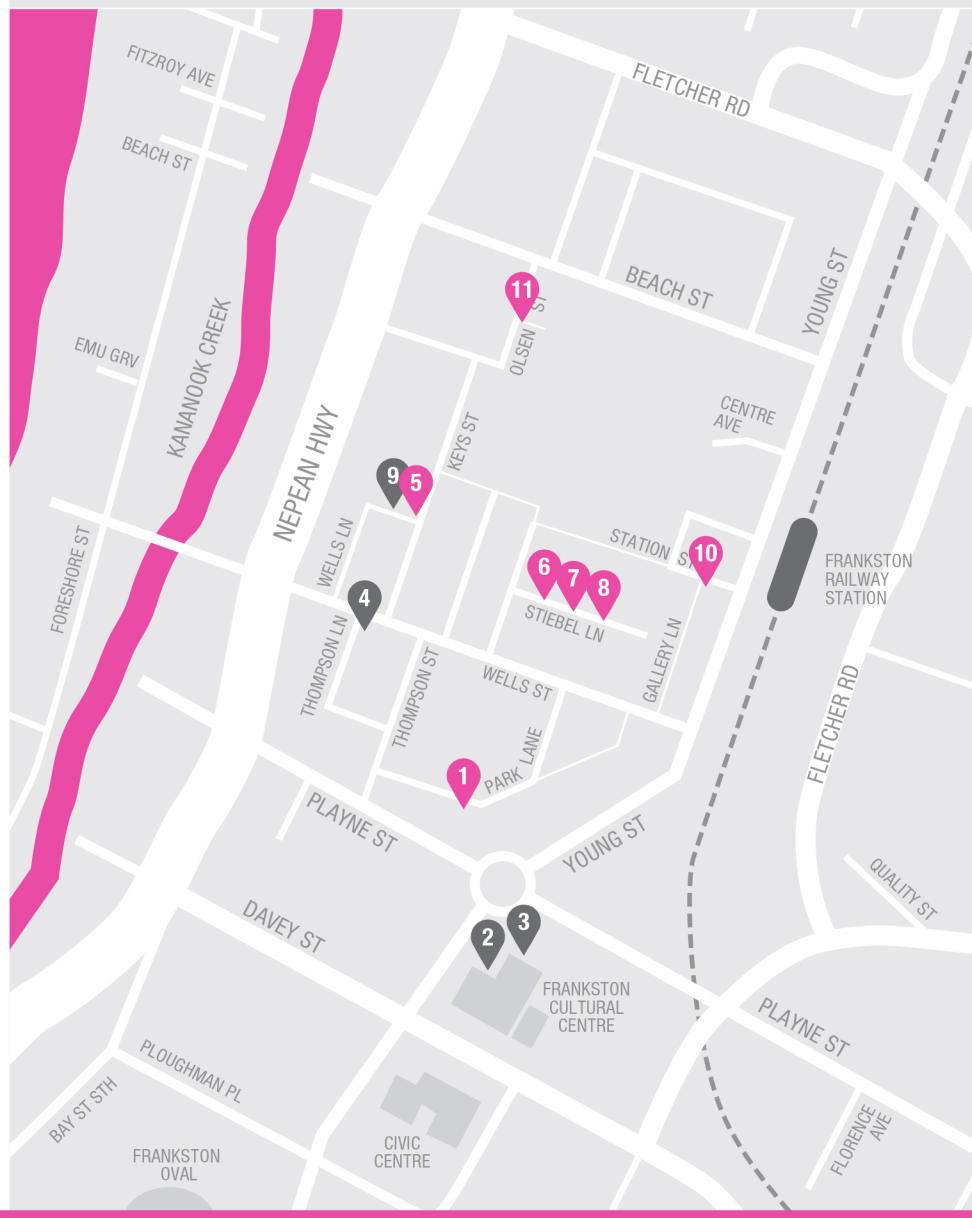 FITZROY AVE
FLETCHER RD
BEACH ST
KANANOOK CREEK
YOUNG ST
BEACH ST
11
OLSEN ST
EMU GRV
CENTRE
AVE
KEYS ST
NEPEAN HWY
9
5
WELLS LN
STATION ST
10
FORESHORE ST
FRANKSTON
RAILWAY
STATION
6
7
8
STIEBEL LN
4
THOMPSON LN
THOMPSON ST
GALLERY LN
WELLS ST
FLETCHER RD
PARK LANE
1
PLAYNE ST
YOUNG ST
QUALITY ST
DAVEY ST
2
3
FRANKSTON
CULTURAL
CENTRE
PLAYNE ST
PLOUGHMAN PL
BAY ST STH
CIVIC
CENTRE
FLORENCE
AVE
FRANKSTON
OVAL